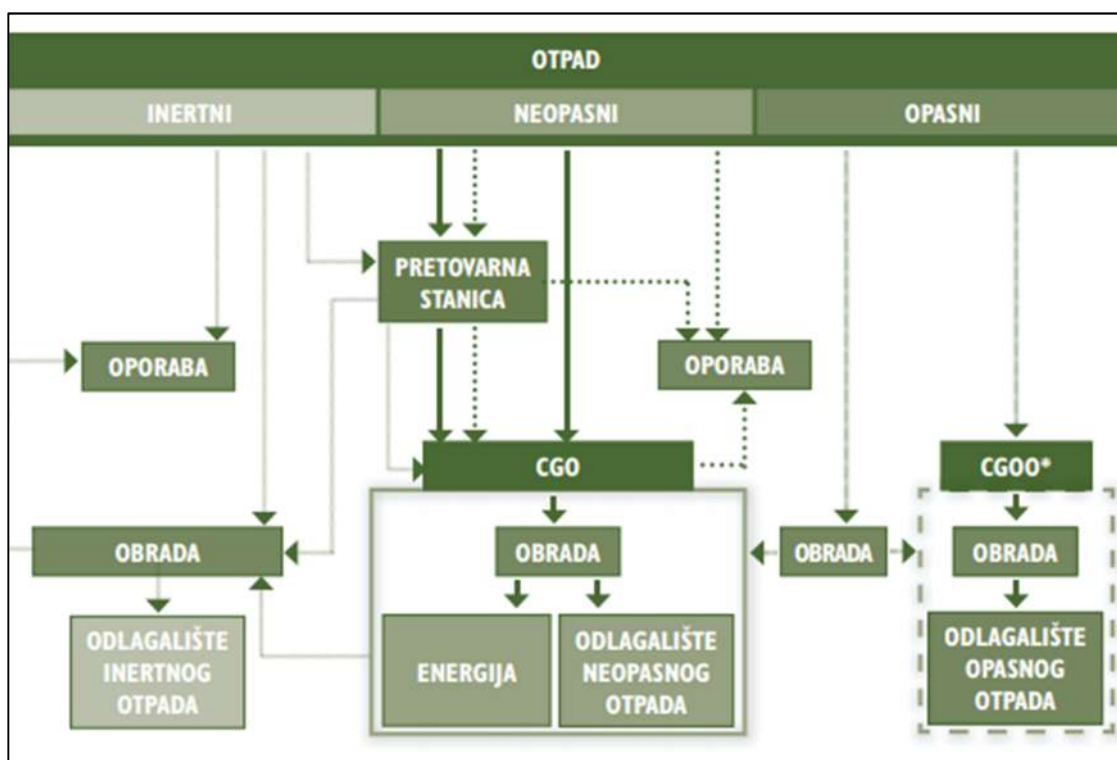 OTPAD
INERTNI
NEOPASNI
OPASNI
PRETOVARNA
STANICA
OPORABA
OPORABA
CGO
CGOO*
OBRADA
OBRADA
OBRADA
OBRADA
ODLAGALIŠTE
INERTNOG
OTPADA
ENERGIJA
ODLAGALIŠTE
NEOPASNOG
OTPADA
ODLAGALIŠTE
OPASNOG
OTPADA